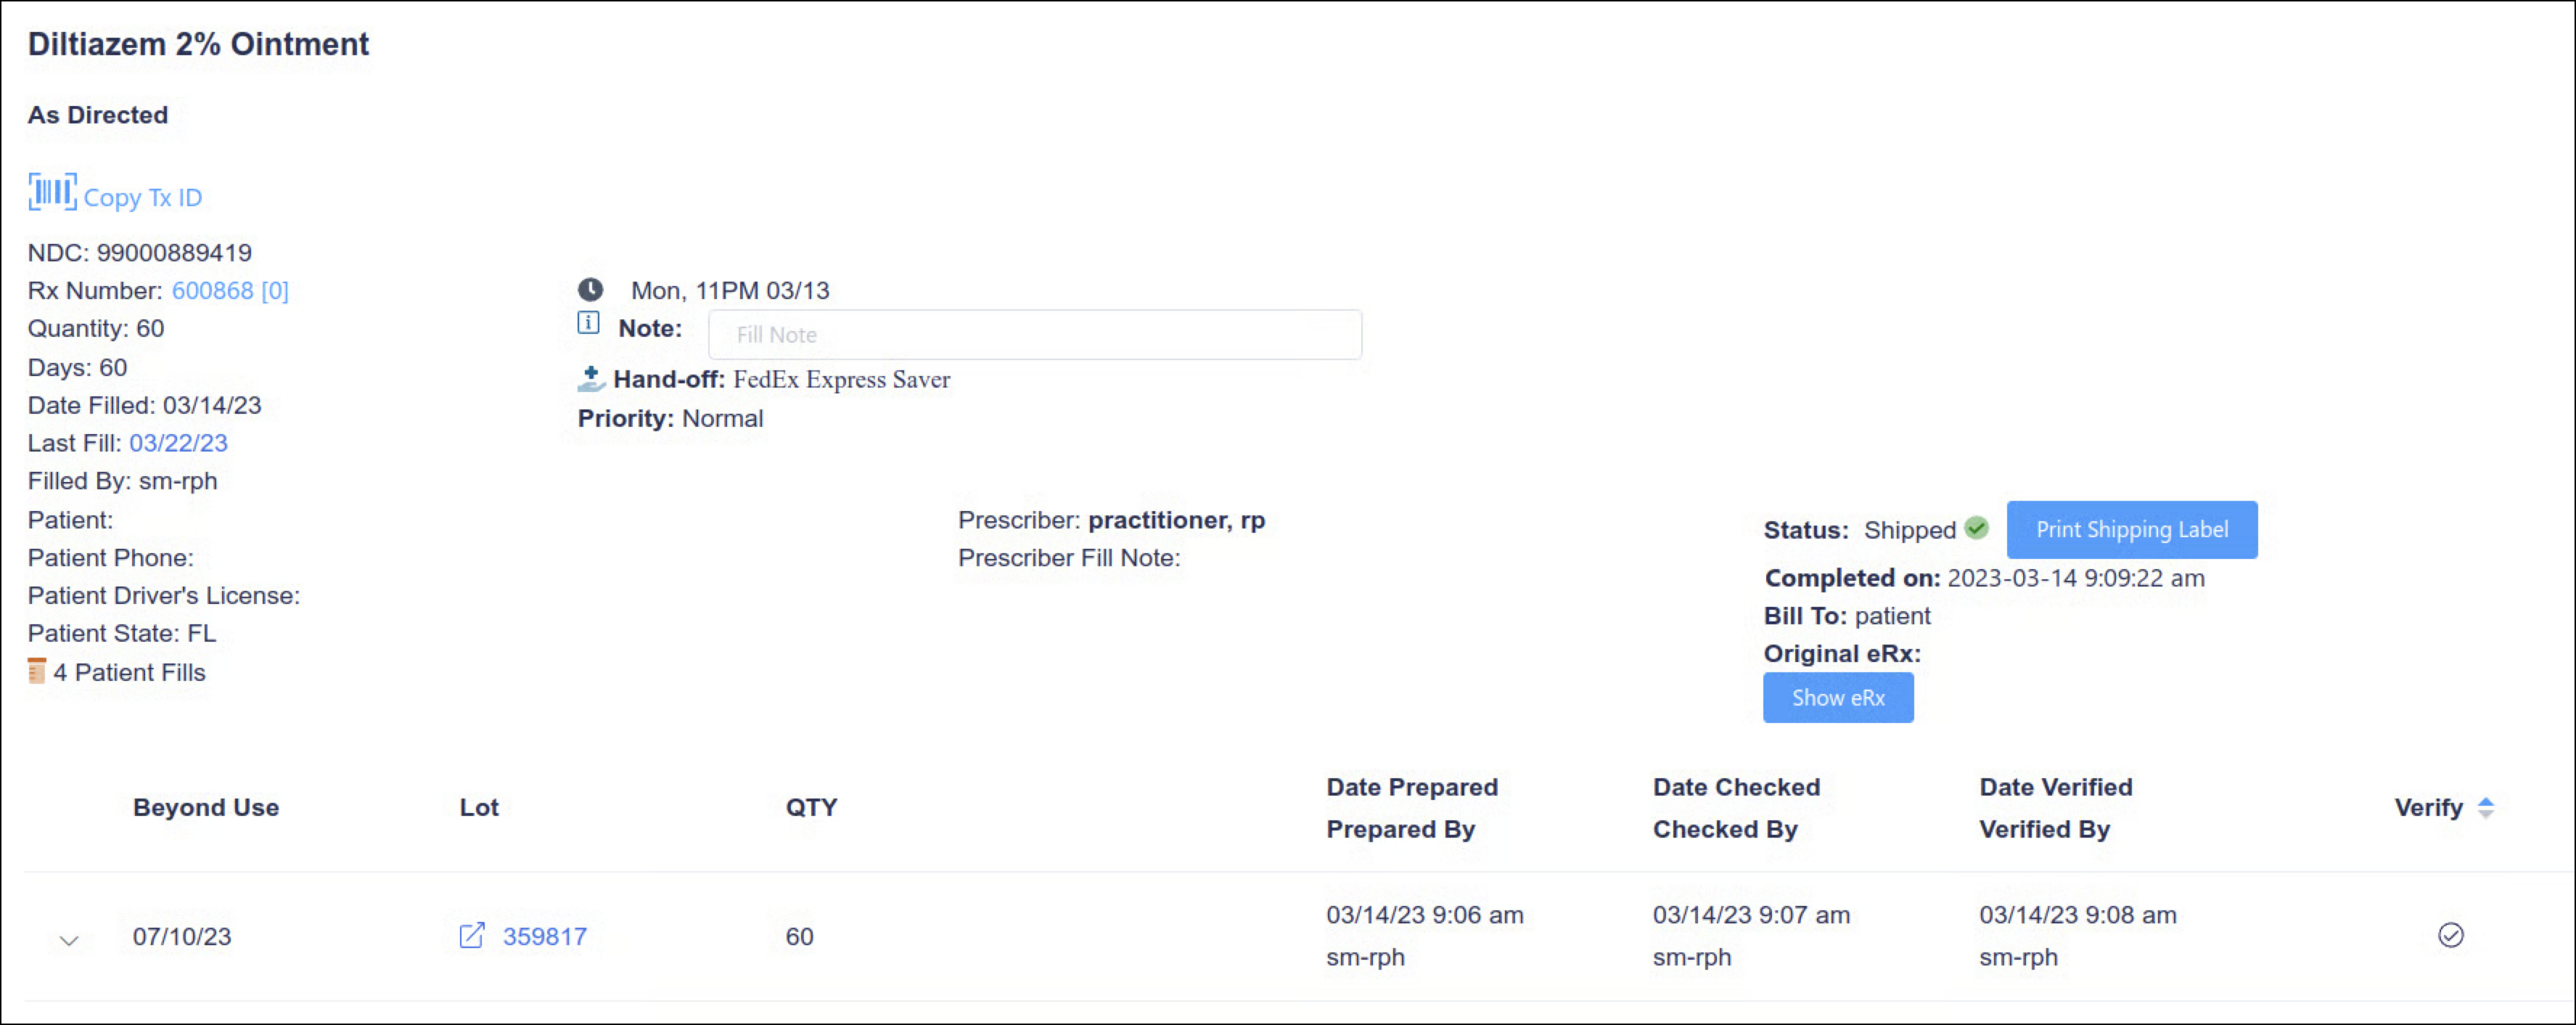 Diltiazem 2% Ointment
As Directed
Copy Tx ID
NDC: 99000889419
Rx Number: 600868 [0]
Quantity: 60
Days: 60
Date Filled: 03/14/23
Last Fill: 03/22/23
Filled By: sm-rph
Patient:
Patient Phone:
Patient Driver's License:
Patient State: FL
4 Patient Fills
Mon, 11PM 03/13
Note: Fill Note
Hand-off: FedEx Express Saver
Priority: Normal
Prescriber: practitioner, rp
Prescriber Fill Note:
Status: Shipped Print Shipping Label
Completed on: 2023-03-14 9:09:22 am
Bill To: patient
Original eRx:
Show eRx
Beyond Use Lot QTY Date Prepared Date Checked Date Verified Verify
Prepared By Checked By Verified By
07/10/23 359817 60 03/14/23 9:06 am 03/14/23 9:07 am 03/14/23 9:08 am
sm-rph sm-rph sm-rph